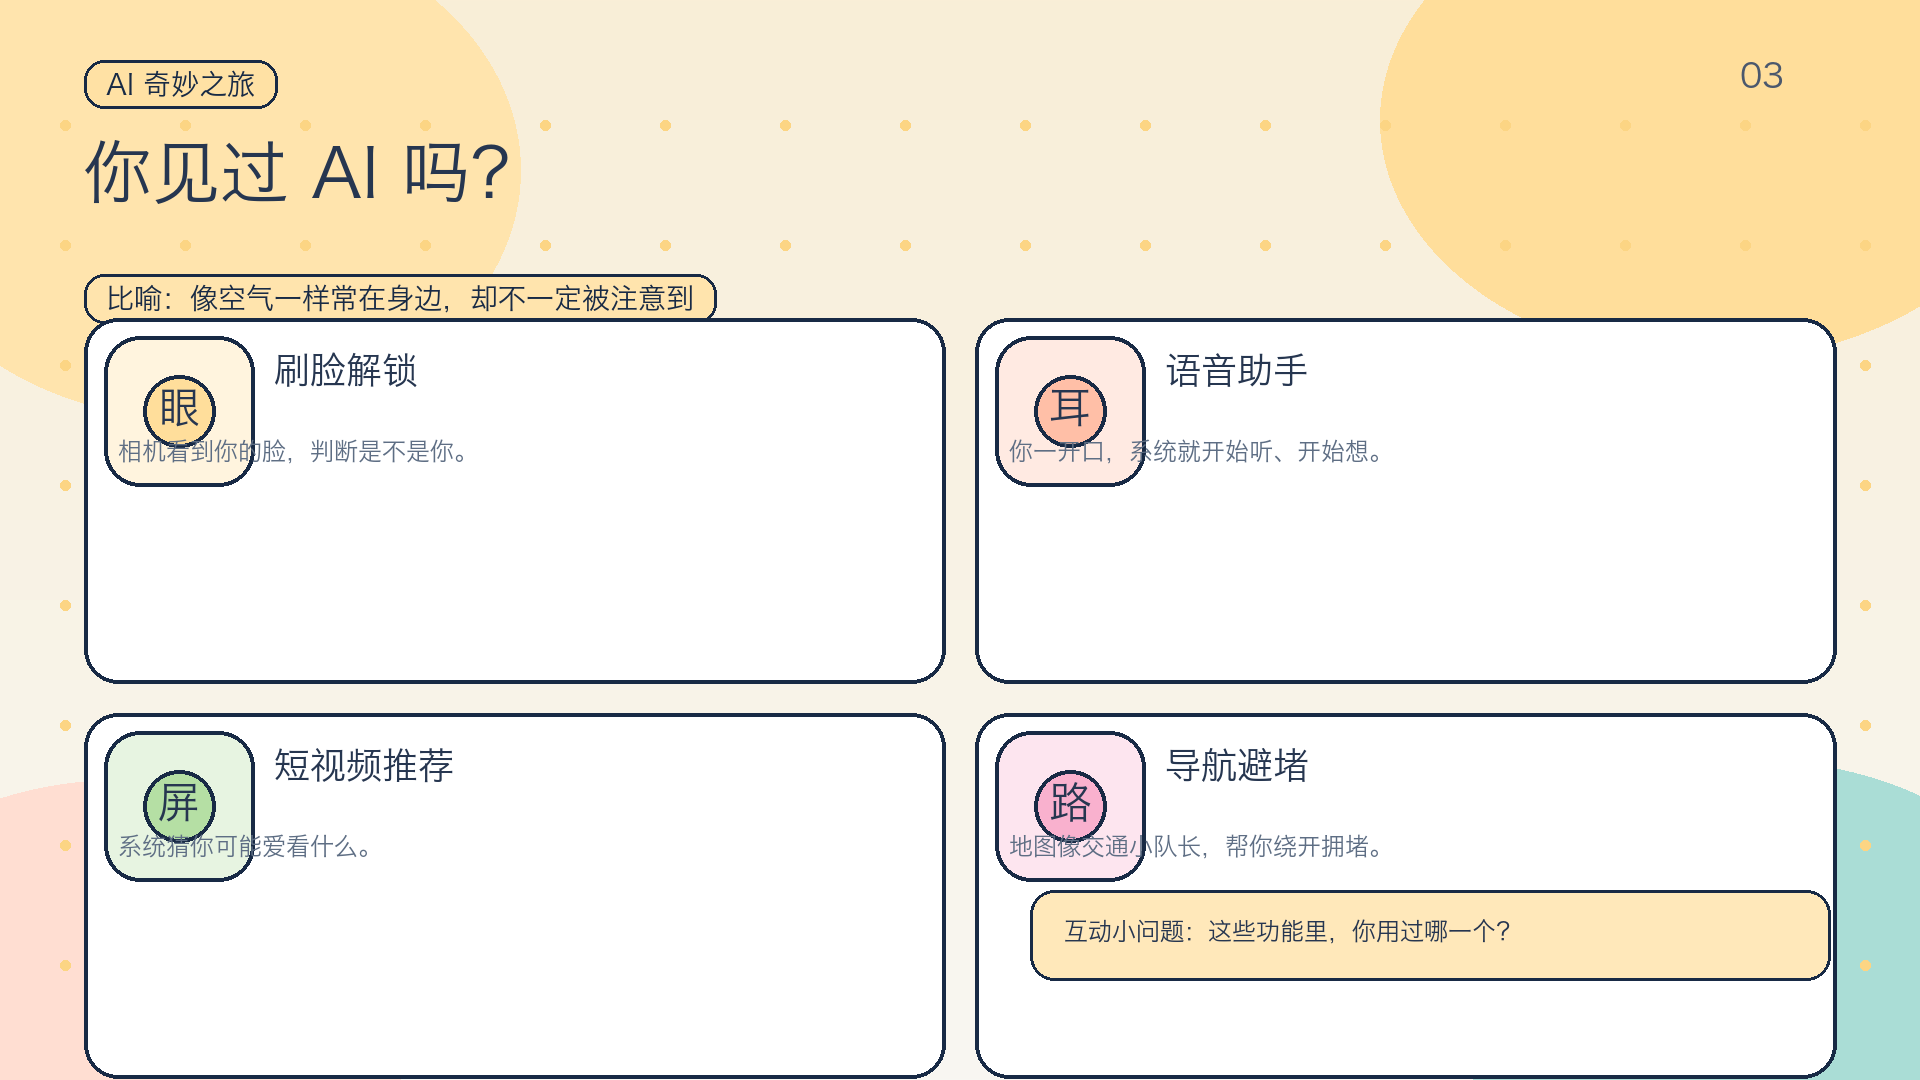 AI 奇妙之旅
03
你见过 AI 吗?
比喻：像空气一样常在身边，却不一定被注意到
眼
刷脸解锁
相机看到你的脸，判断是不是你。
耳
语音助手
你一开口，系统就开始听、开始想。
屏
短视频推荐
系统猜你可能爱看什么。
路
导航避堵
地图像交通小队长，帮你绕开拥堵。
互动小问题：这些功能里，你用过哪一个?